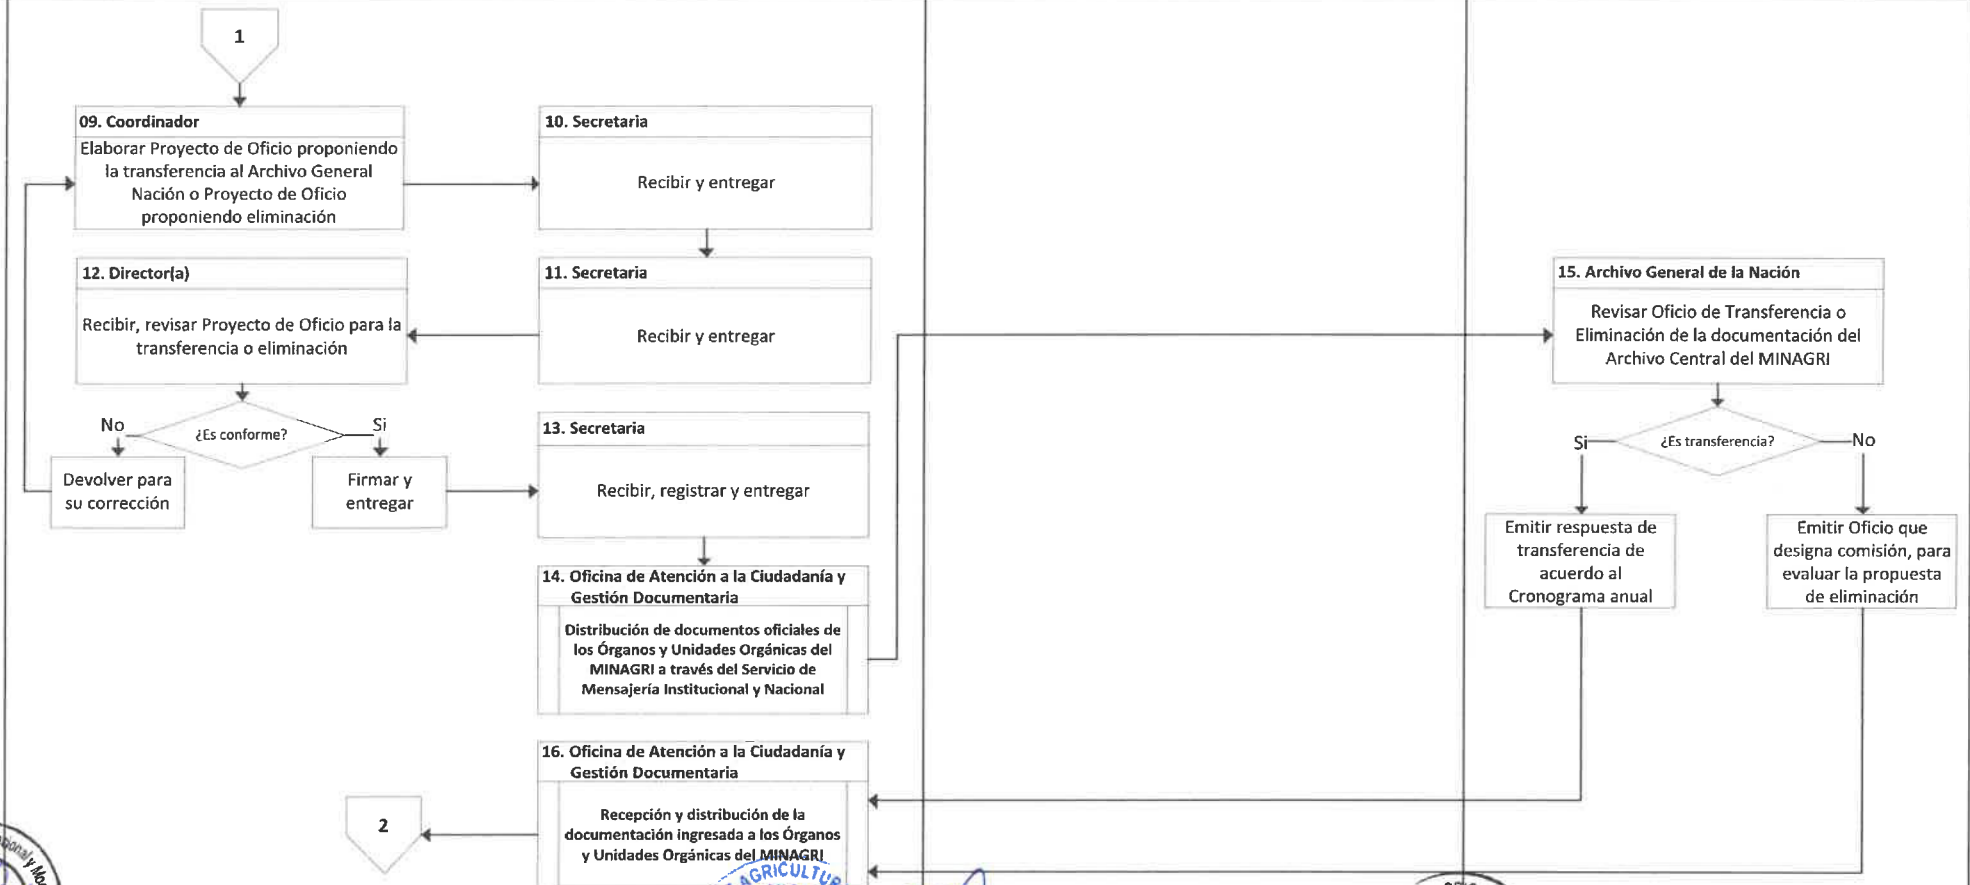 1
09. Coordinador
Elaborar Proyecto de Oficio proponiendo
la transferencia al Archivo General
Nación o Proyecto de Oficio
proponiendo eliminación
10. Secretaria
Recibir y entregar
12. Director(a)
Recibir, revisar Proyecto de Oficio para la
transferencia o eliminación
11. Secretaria
Recibir y entregar
15. Archivo General de la Nación
Revisar Oficio de Transferencia o
Eliminación de la documentación del
Archivo Central del MINAGRI
No
¿Es conforme?
Si
Devolver para
su corrección
Firmar y
entregar
13. Secretaria
Recibir, registrar y entregar
Si
¿Es transferencia?
No
Emitir respuesta de
transferencia de
acuerdo al
Cronograma anual
Emitir Oficio que
designa comisión, para
evaluar la propuesta
de eliminación
14. Oficina de Atención a la Ciudadanía y
Gestión Documentaria
Distribución de documentos oficiales de
los Órganos y Unidades Orgánicas del
MINAGRI a través del Servicio de
Mensajería Institucional y Nacional
16. Oficina de Atención a la Ciudadanía y
Gestión Documentaria
Recepción y distribución de la
documentación ingresada a los Órganos
y Unidades Orgánicas del MINAGRI
2